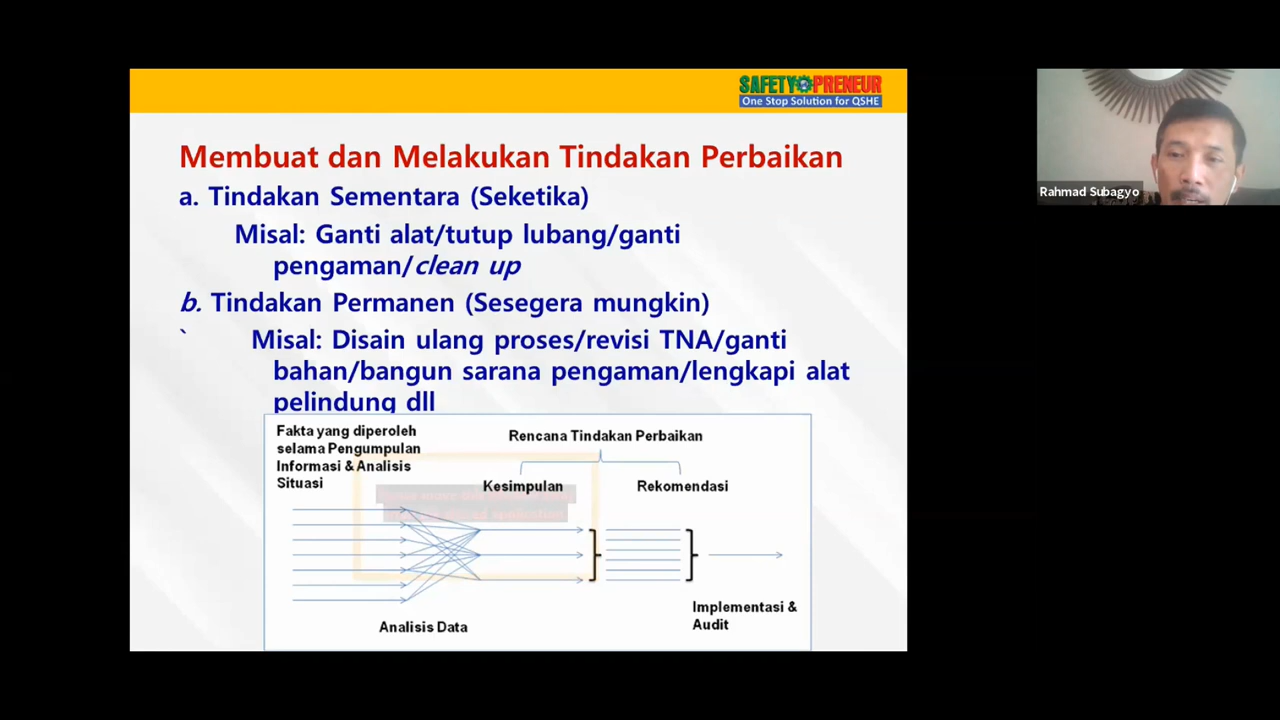 SAFETY PRENEUR
One Stop Solution for QSHE
Membuat dan Melakukan Tindakan Perbaikan
a. Tindakan Sementara (Seketika)
Misal: Ganti alat/tutup lubang/ganti
pengaman/clean up
b. Tindakan Permanen (Sesegera mungkin)
` Misal: Disain ulang proses/revisi TNA/ganti
bahan/bangun sarana pengaman/lengkapi alat
pelindung dll
Fakta yang diperoleh
selama Pengumpulan
Informasi & Analisis
Situasi
Rencana Tindakan Perbaikan
Kesimpulan
Rekomendasi
Analisis Data
Implementasi &
Audit
Rahmad Subagyo